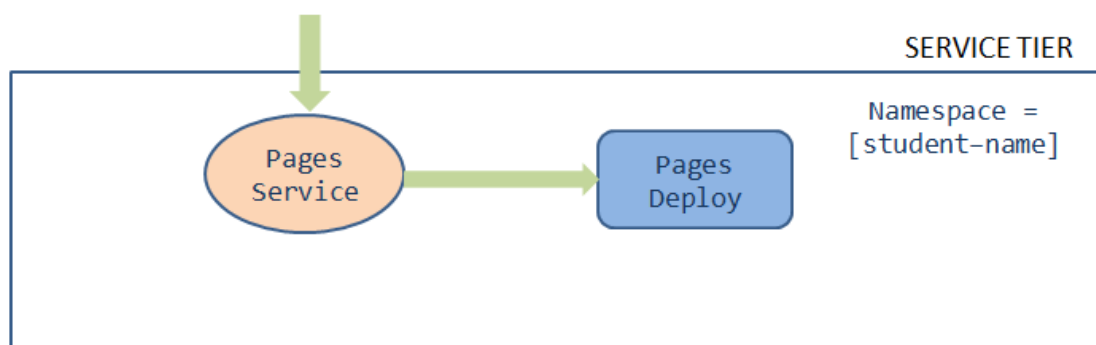 SERVICE TIER
Namespace =
[student-name]
Pages
Service
Pages
Deploy